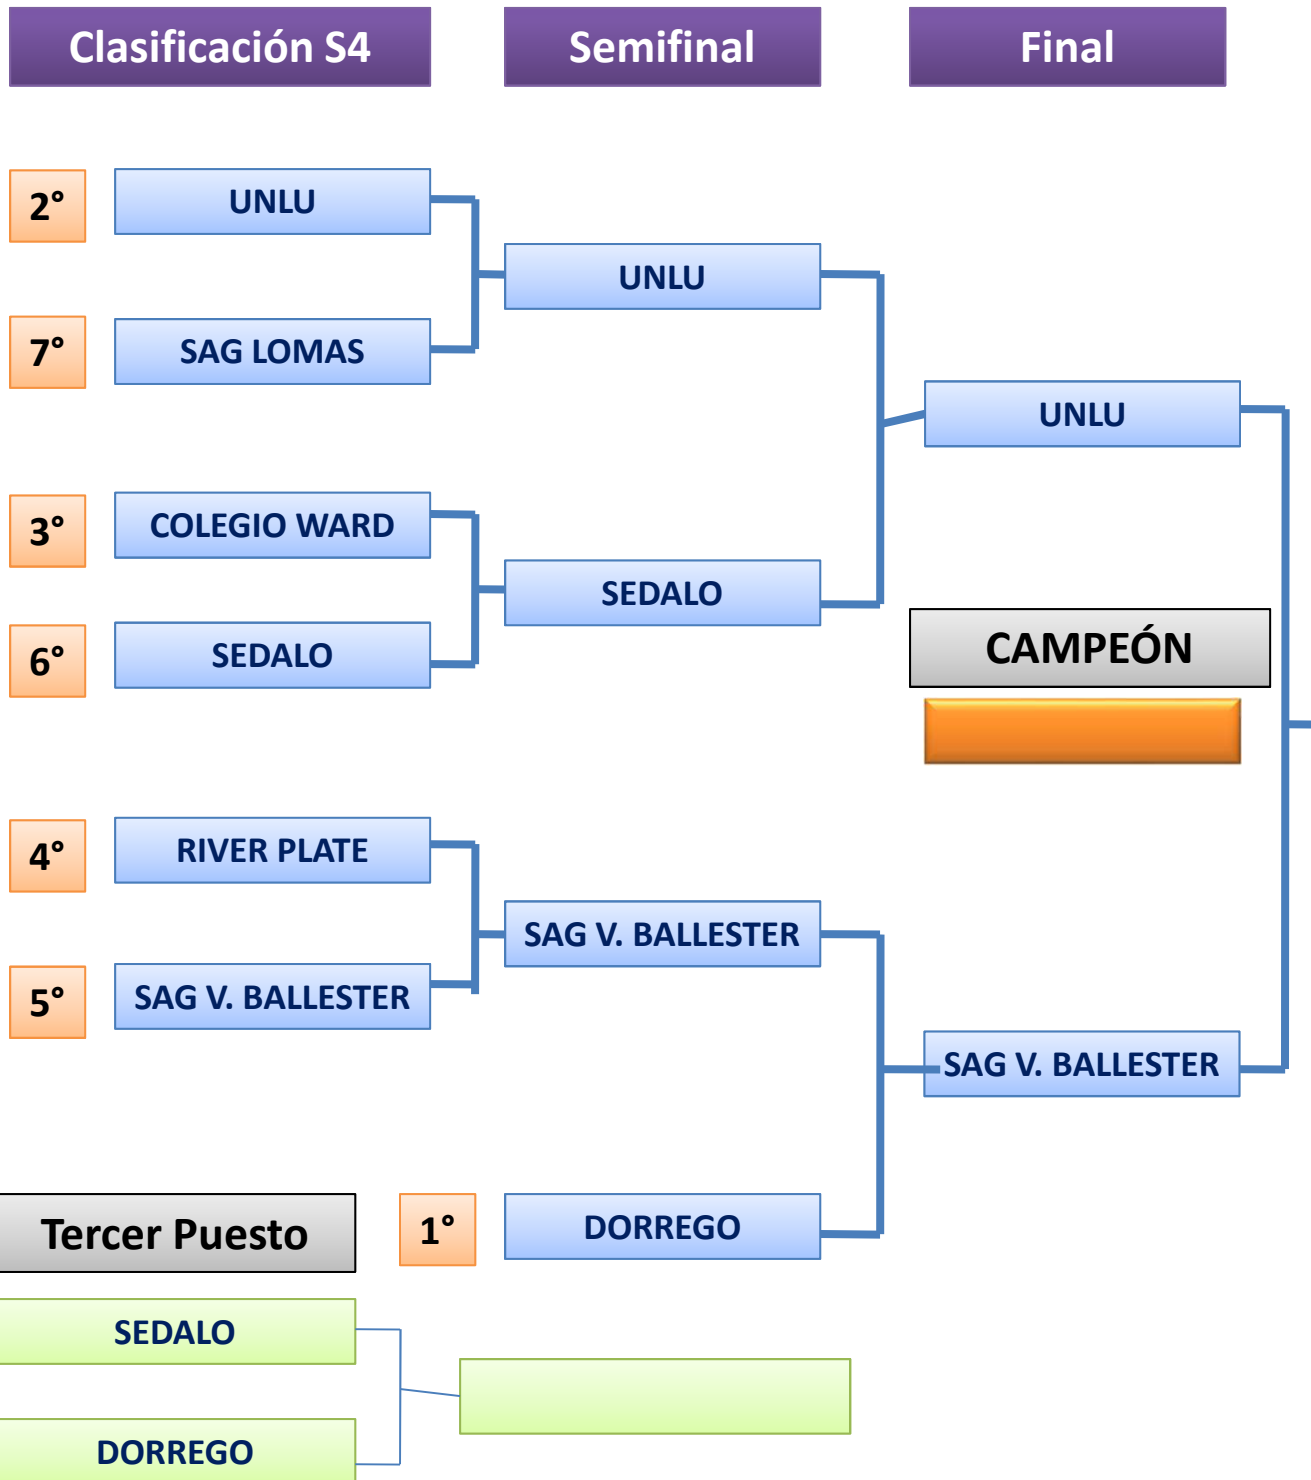 Clasificación S4
Semifinal
Final
2°
UNLU
UNLU
7°
SAG LOMAS
UNLU
3°
COLEGIO WARD
SEDALO
6°
SEDALO
CAMPEÓN
4°
RIVER PLATE
SAG V. BALLESTER
5°
SAG V. BALLESTER
SAG V. BALLESTER
Tercer Puesto
1°
DORREGO
SEDALO
DORREGO